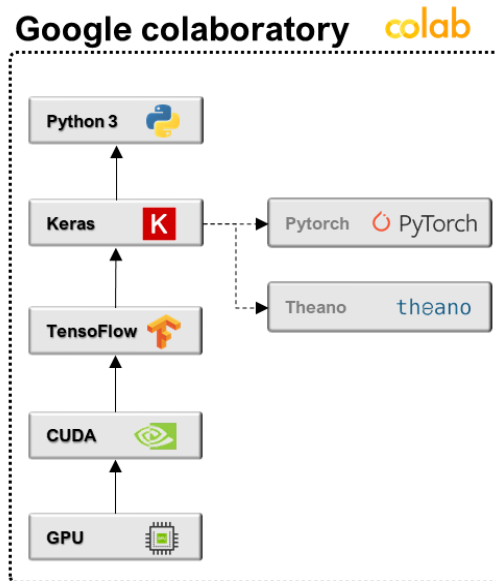 Google colaboratory colab
Python 3
Keras K
Pytorch PyTorch
Theano theano
TensoFlow
CUDA
GPU